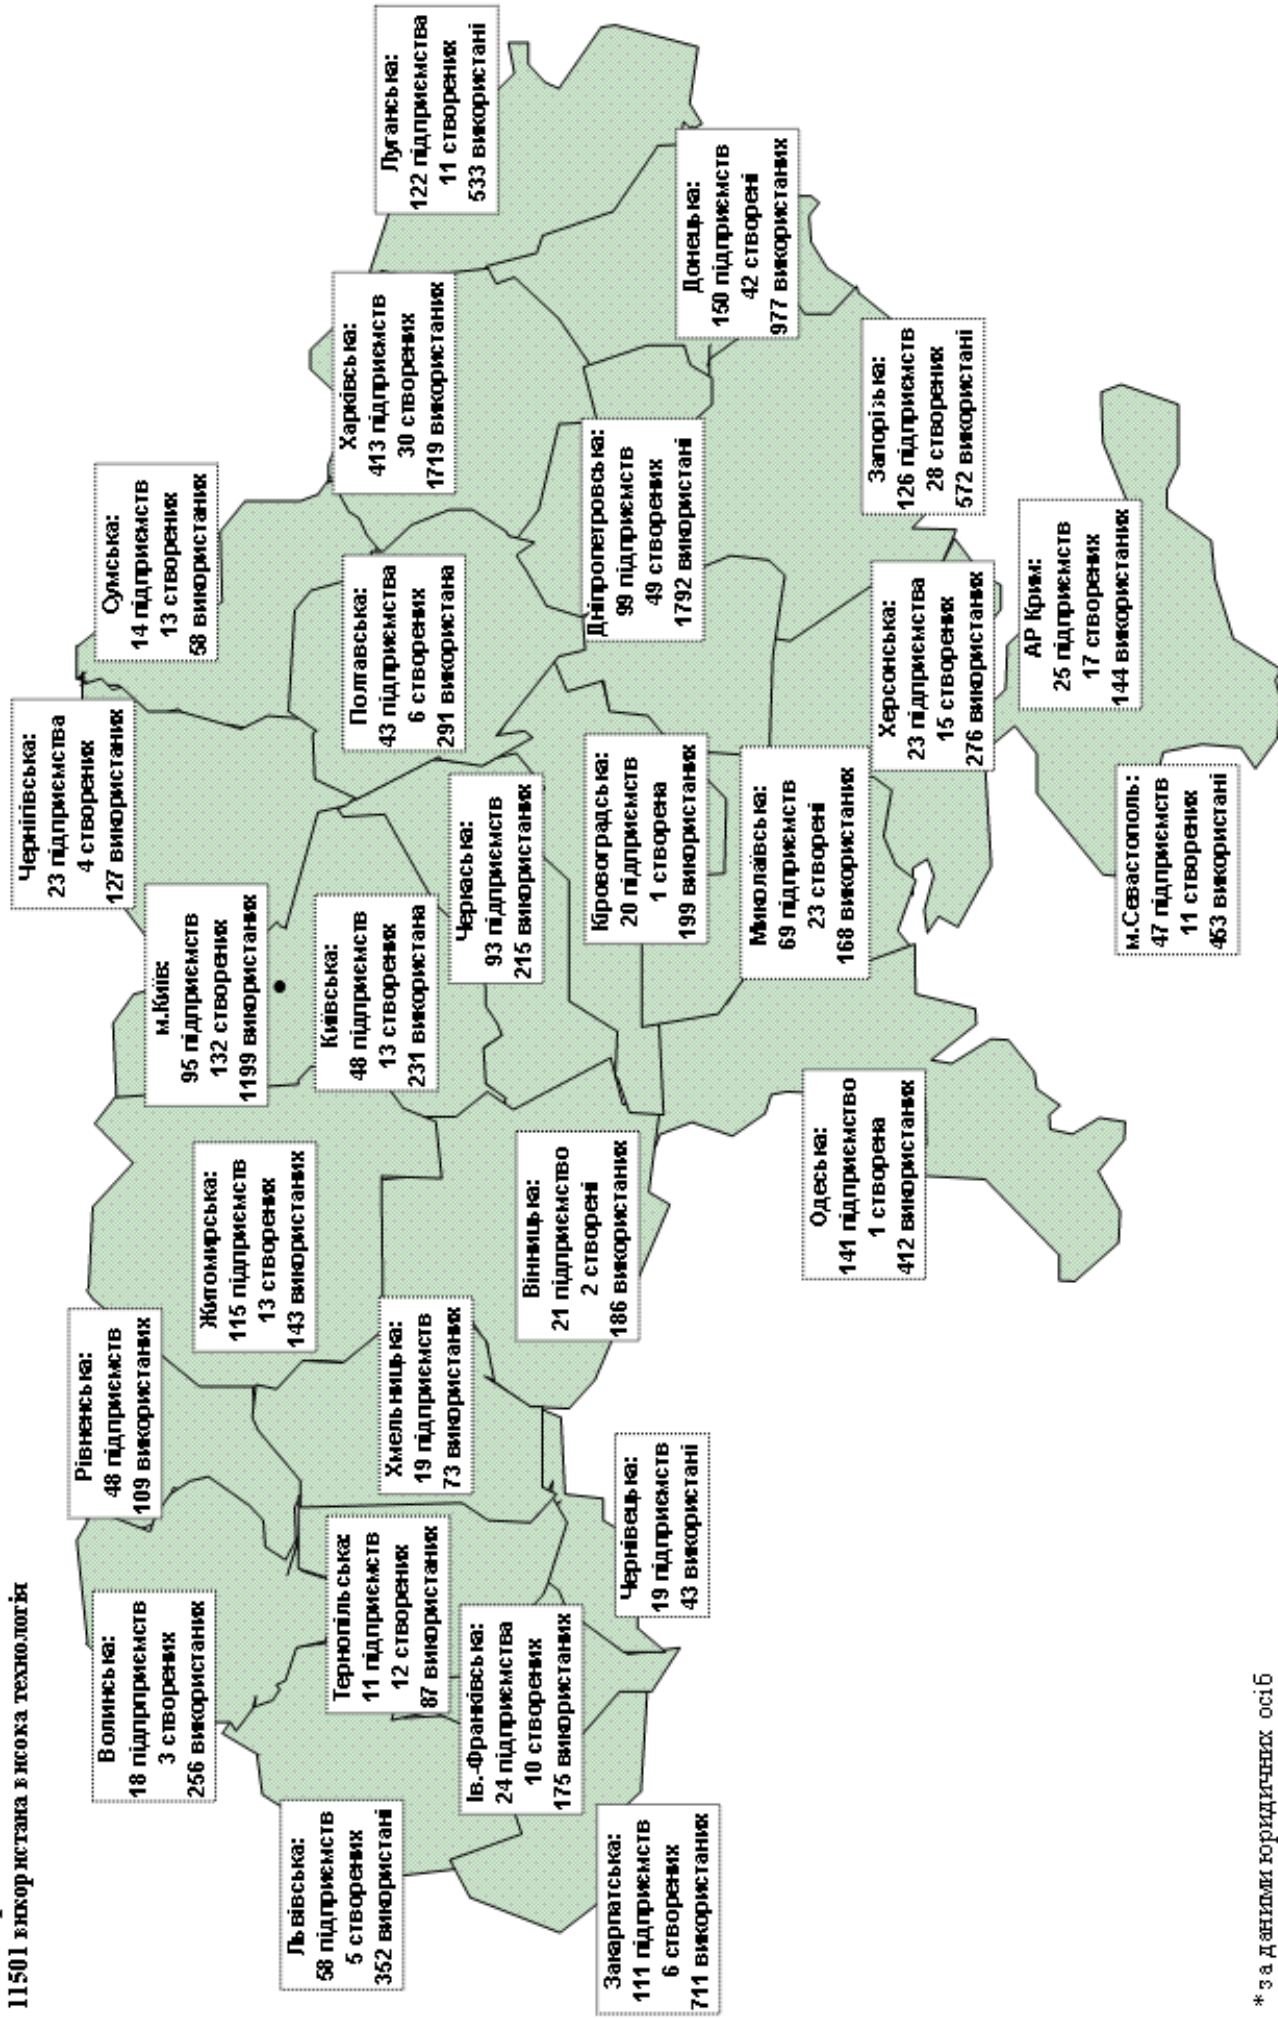 11501 використана висока технологія
Волинська:
18 підпрприємств
3 створених
256 використаних
Рівненська:
48 підприємств
109 використаних
Житомирська:
115 підприємств
13 створених
143 використаних
м.Київ:
95 підприємств
132 створених
1199 використаних
Чернігівська:
23 підприємства
4 створених
127 використаних
Сумська:
14 підприємств
13 створених
58 використаних
Львівська:
58 підприємств
5 створених
352 використані
Тернопільська:
11 підприємств
12 створених
87 використаних
Хмельницька:
19 підприємств
73 використаних
Київська:
48 підприємств
13 створених
231 використана
Полтавська:
43 підприємства
6 створених
291 використана
Харківська:
413 підприємств
30 створених
1719 використаних
Луганська:
122 підприємства
11 створених
533 використані
Ів.-Франківська:
24 підприємства
10 створених
175 використаних
Вінницька:
21 підприємство
2 створені
186 використаних
Черкаська:
93 підприємств
215 використаних
Закарпатська:
111 підприємств
6 створених
711 використаних
Чернівецька:
19 підприємств
43 використані
Кіровоградська:
20 підприємств
1 створена
199 використаних
Дніпропетровська:
99 підприємств
49 створених
1792 використані
Донецька:
150 підприємств
42 створені
977 використаних
Одеська:
141 підприємство
1 створена
412 використаних
Миколаївська:
69 підприємств
23 створені
168 використаних
Херсонська:
23 підприємства
15 створених
276 використаних
Запорізька:
126 підприємств
28 створених
572 використані
АР Крим:
25 підприємств
17 створених
144 використаних
м.Севастополь:
47 підприємств
11 створених
453 використані
* за даними юридичних осіб